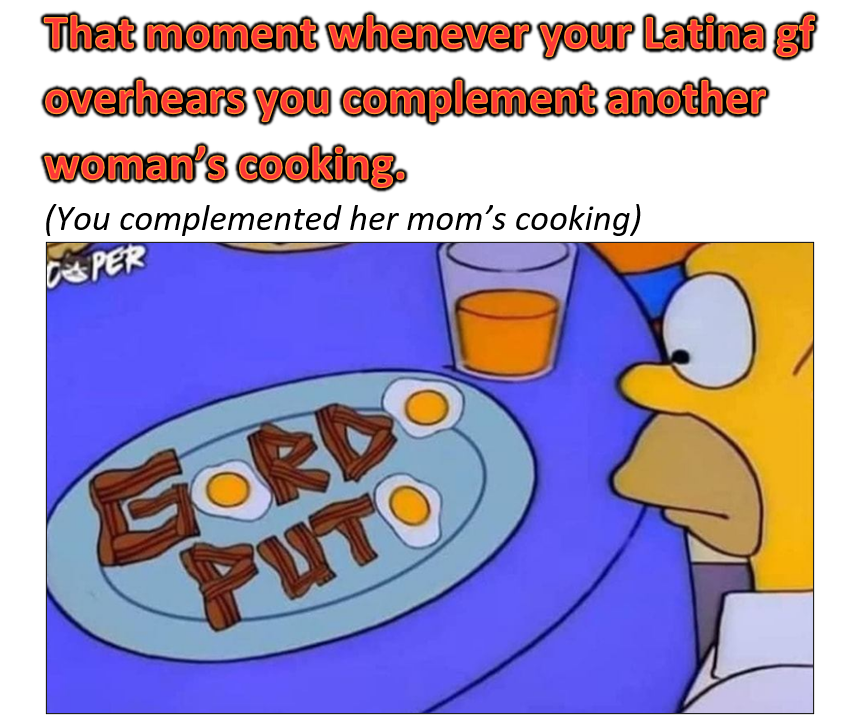 That moment whenever your Latina gf
overhears you complement another
woman's cooking.
(You complemented her mom's cooking)
GORDO
PUTO